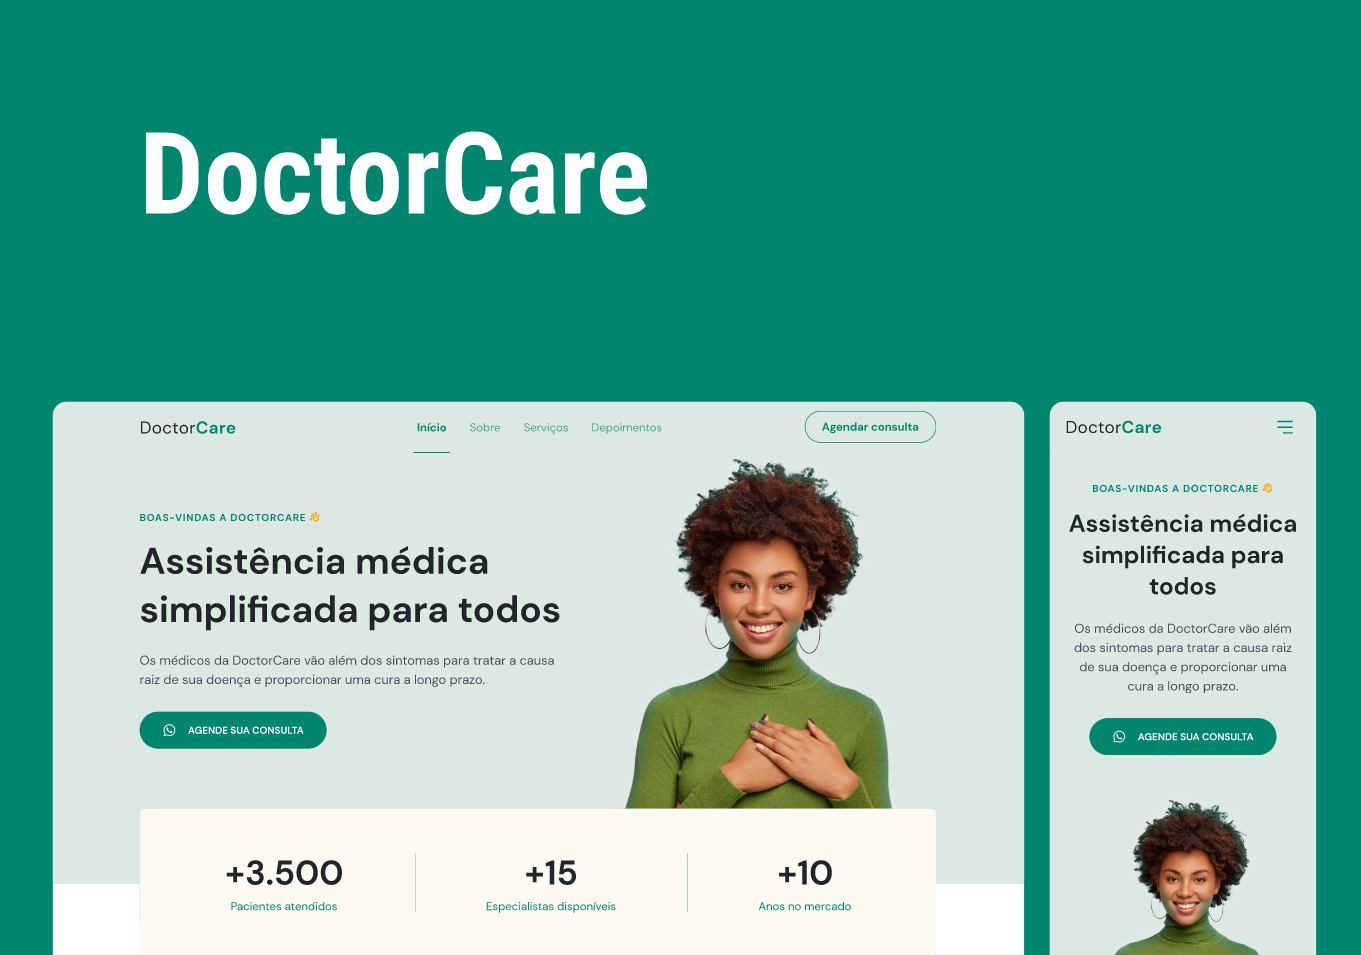 DoctorCare
DoctorCare
Início Sobre Serviços Depoimentos
Agendar consulta
BOAS-VINDAS A DOCTORCARE 👋
Assistência médica
simplificada para todos
Os médicos da DoctorCare vão além dos sintomas para tratar a causa
raiz de sua doença e proporcionar uma cura a longo prazo.
AGENDE SUA CONSULTA
+3.500
Pacientes atendidos
+15
Especialistas disponíveis
+10
Anos no mercado
DoctorCare
BOAS-VINDAS A DOCTORCARE 👋
Assistência médica
simplificada para
todos
Os médicos da DoctorCare vão além
dos sintomas para tratar a causa raiz
de sua doença e proporcionar uma
cura a longo prazo.
AGENDE SUA CONSULTA